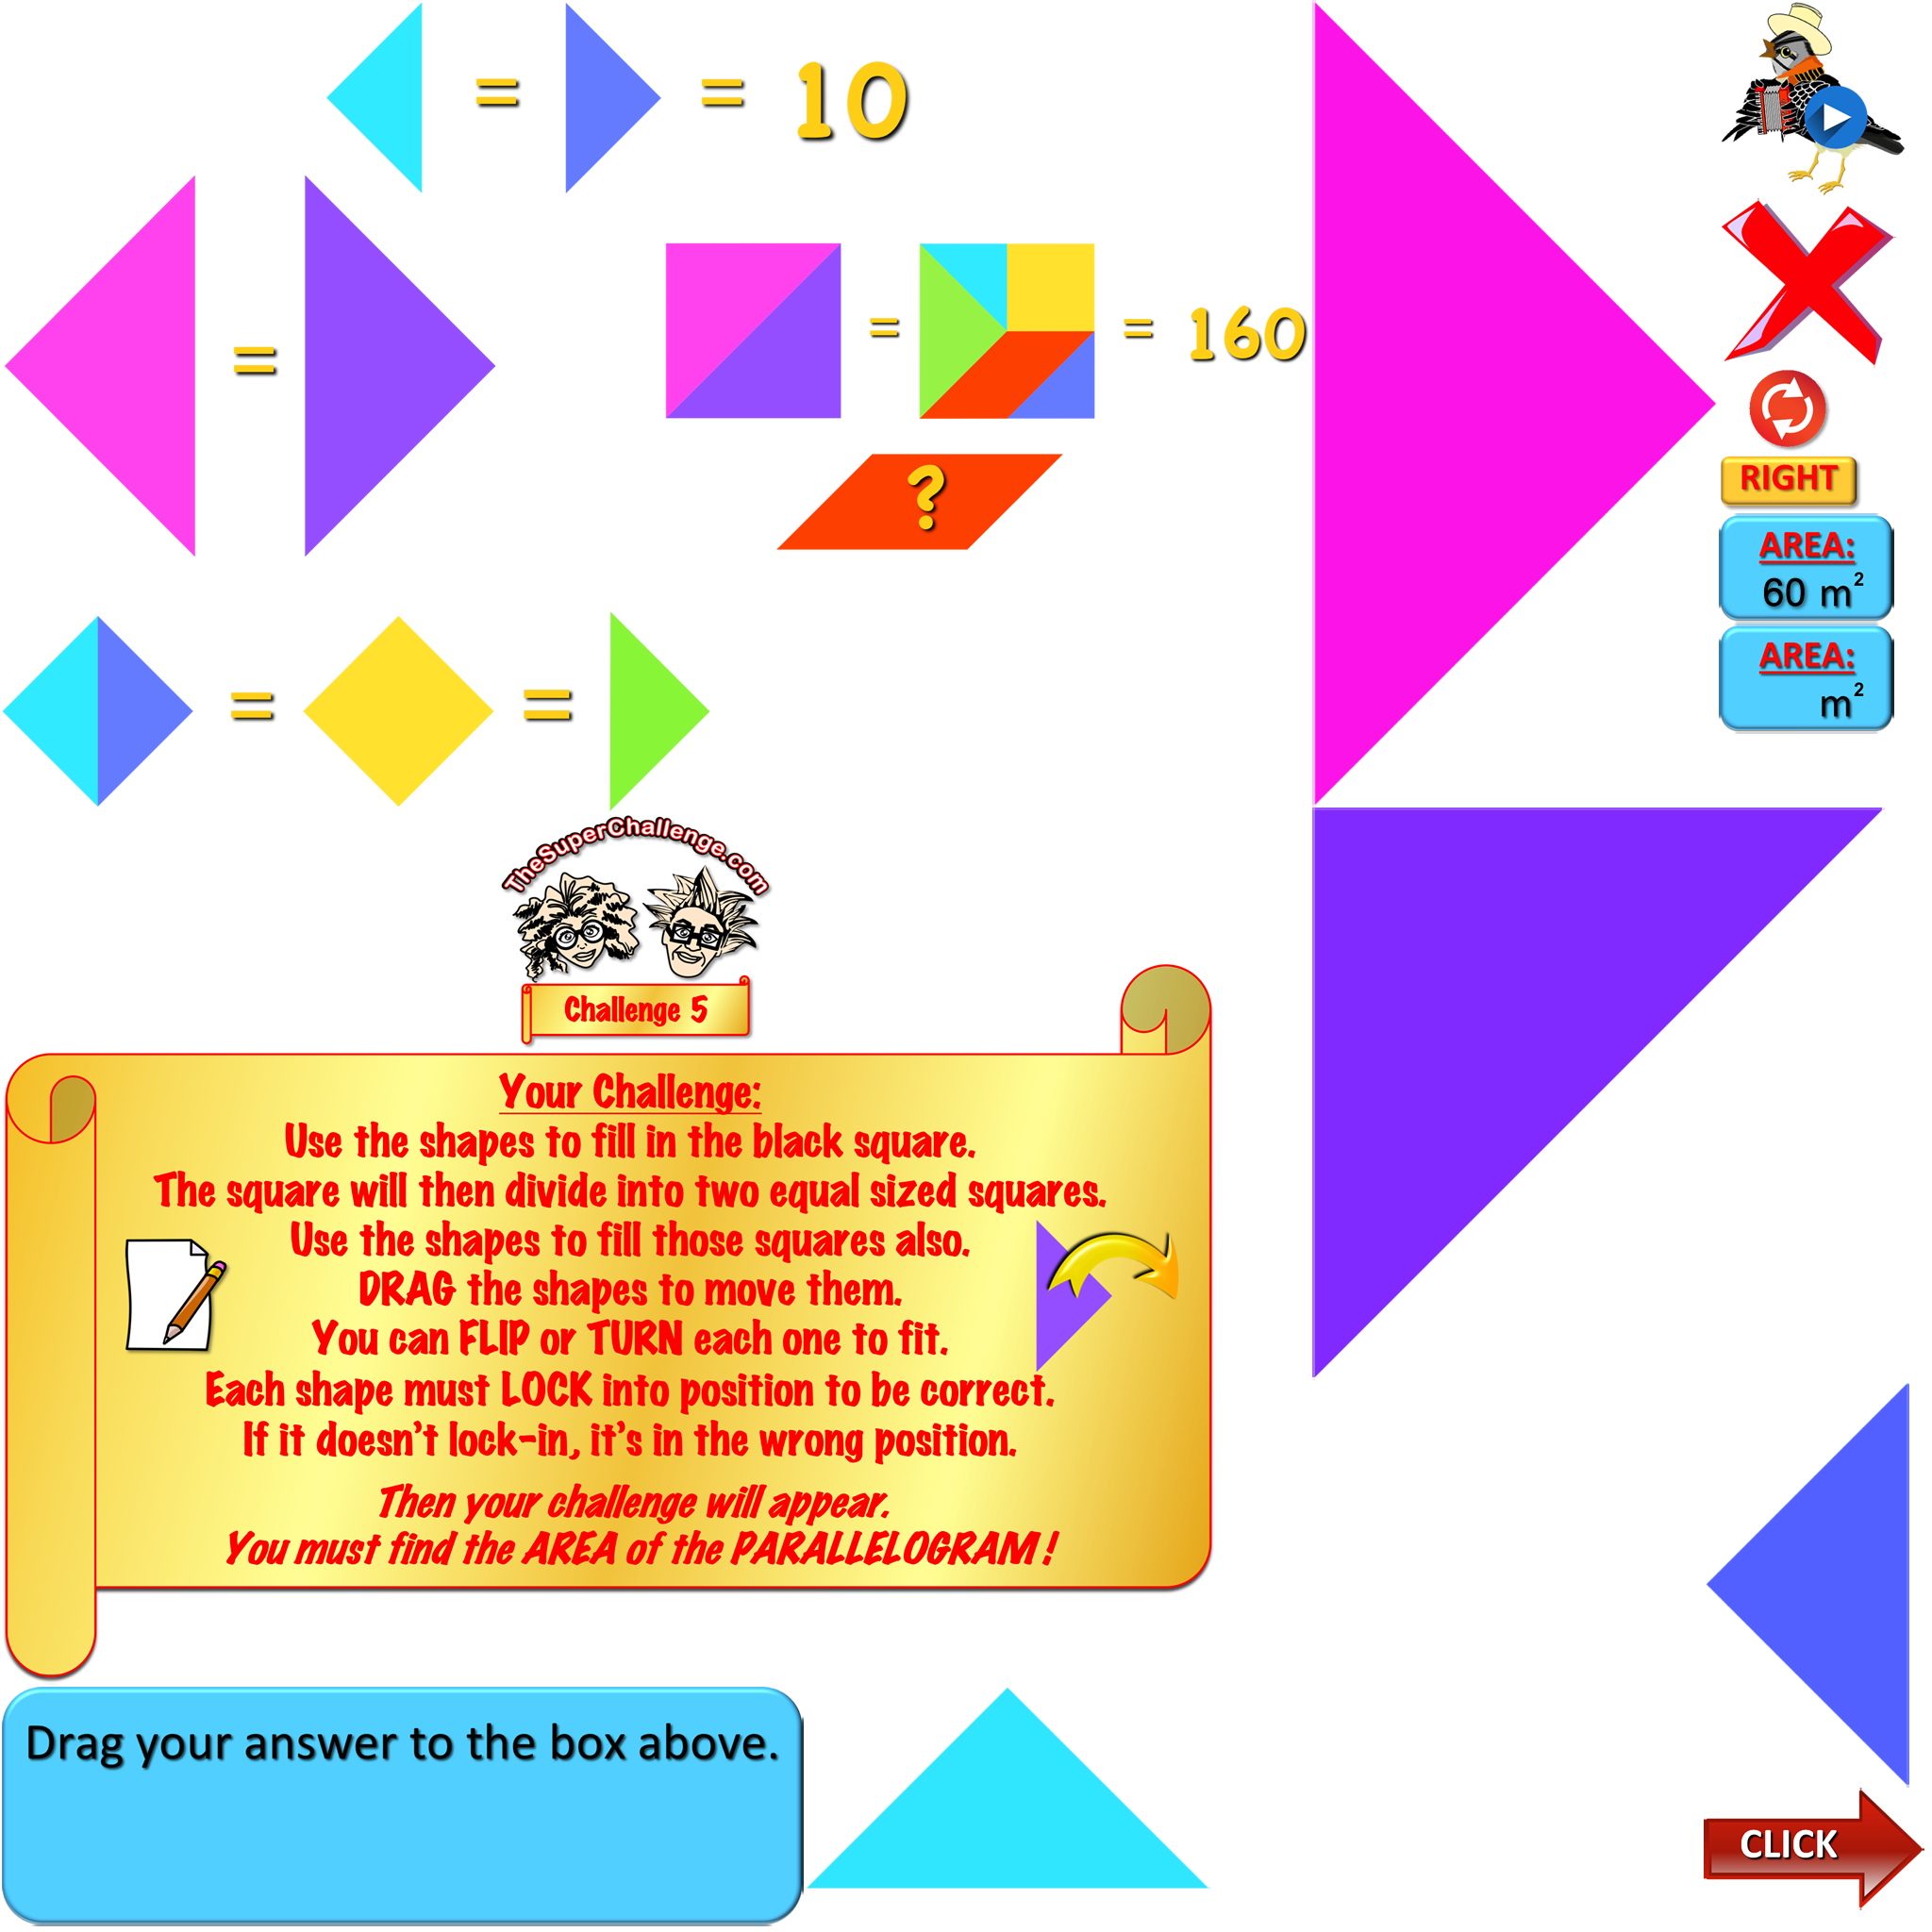 = = 10
=
= = 160
?
= =
RIGHT
AREA:
60 m²
AREA:
m²
TheSuperChallenge.com
Challenge 5
Your Challenge:
Use the shapes to fill in the black square.
The square will then divide into two equal sized squares.
Use the shapes to fill those squares also.
DRAG the shapes to move them.
You can FLIP or TURN each one to fit.
Each shape must LOCK into position to be correct.
If it doesn't lock-in, it's in the wrong position.
Then your challenge will appear.
You must find the AREA of the PARALLELOGRAM!
Drag your answer to the box above.
CLICK